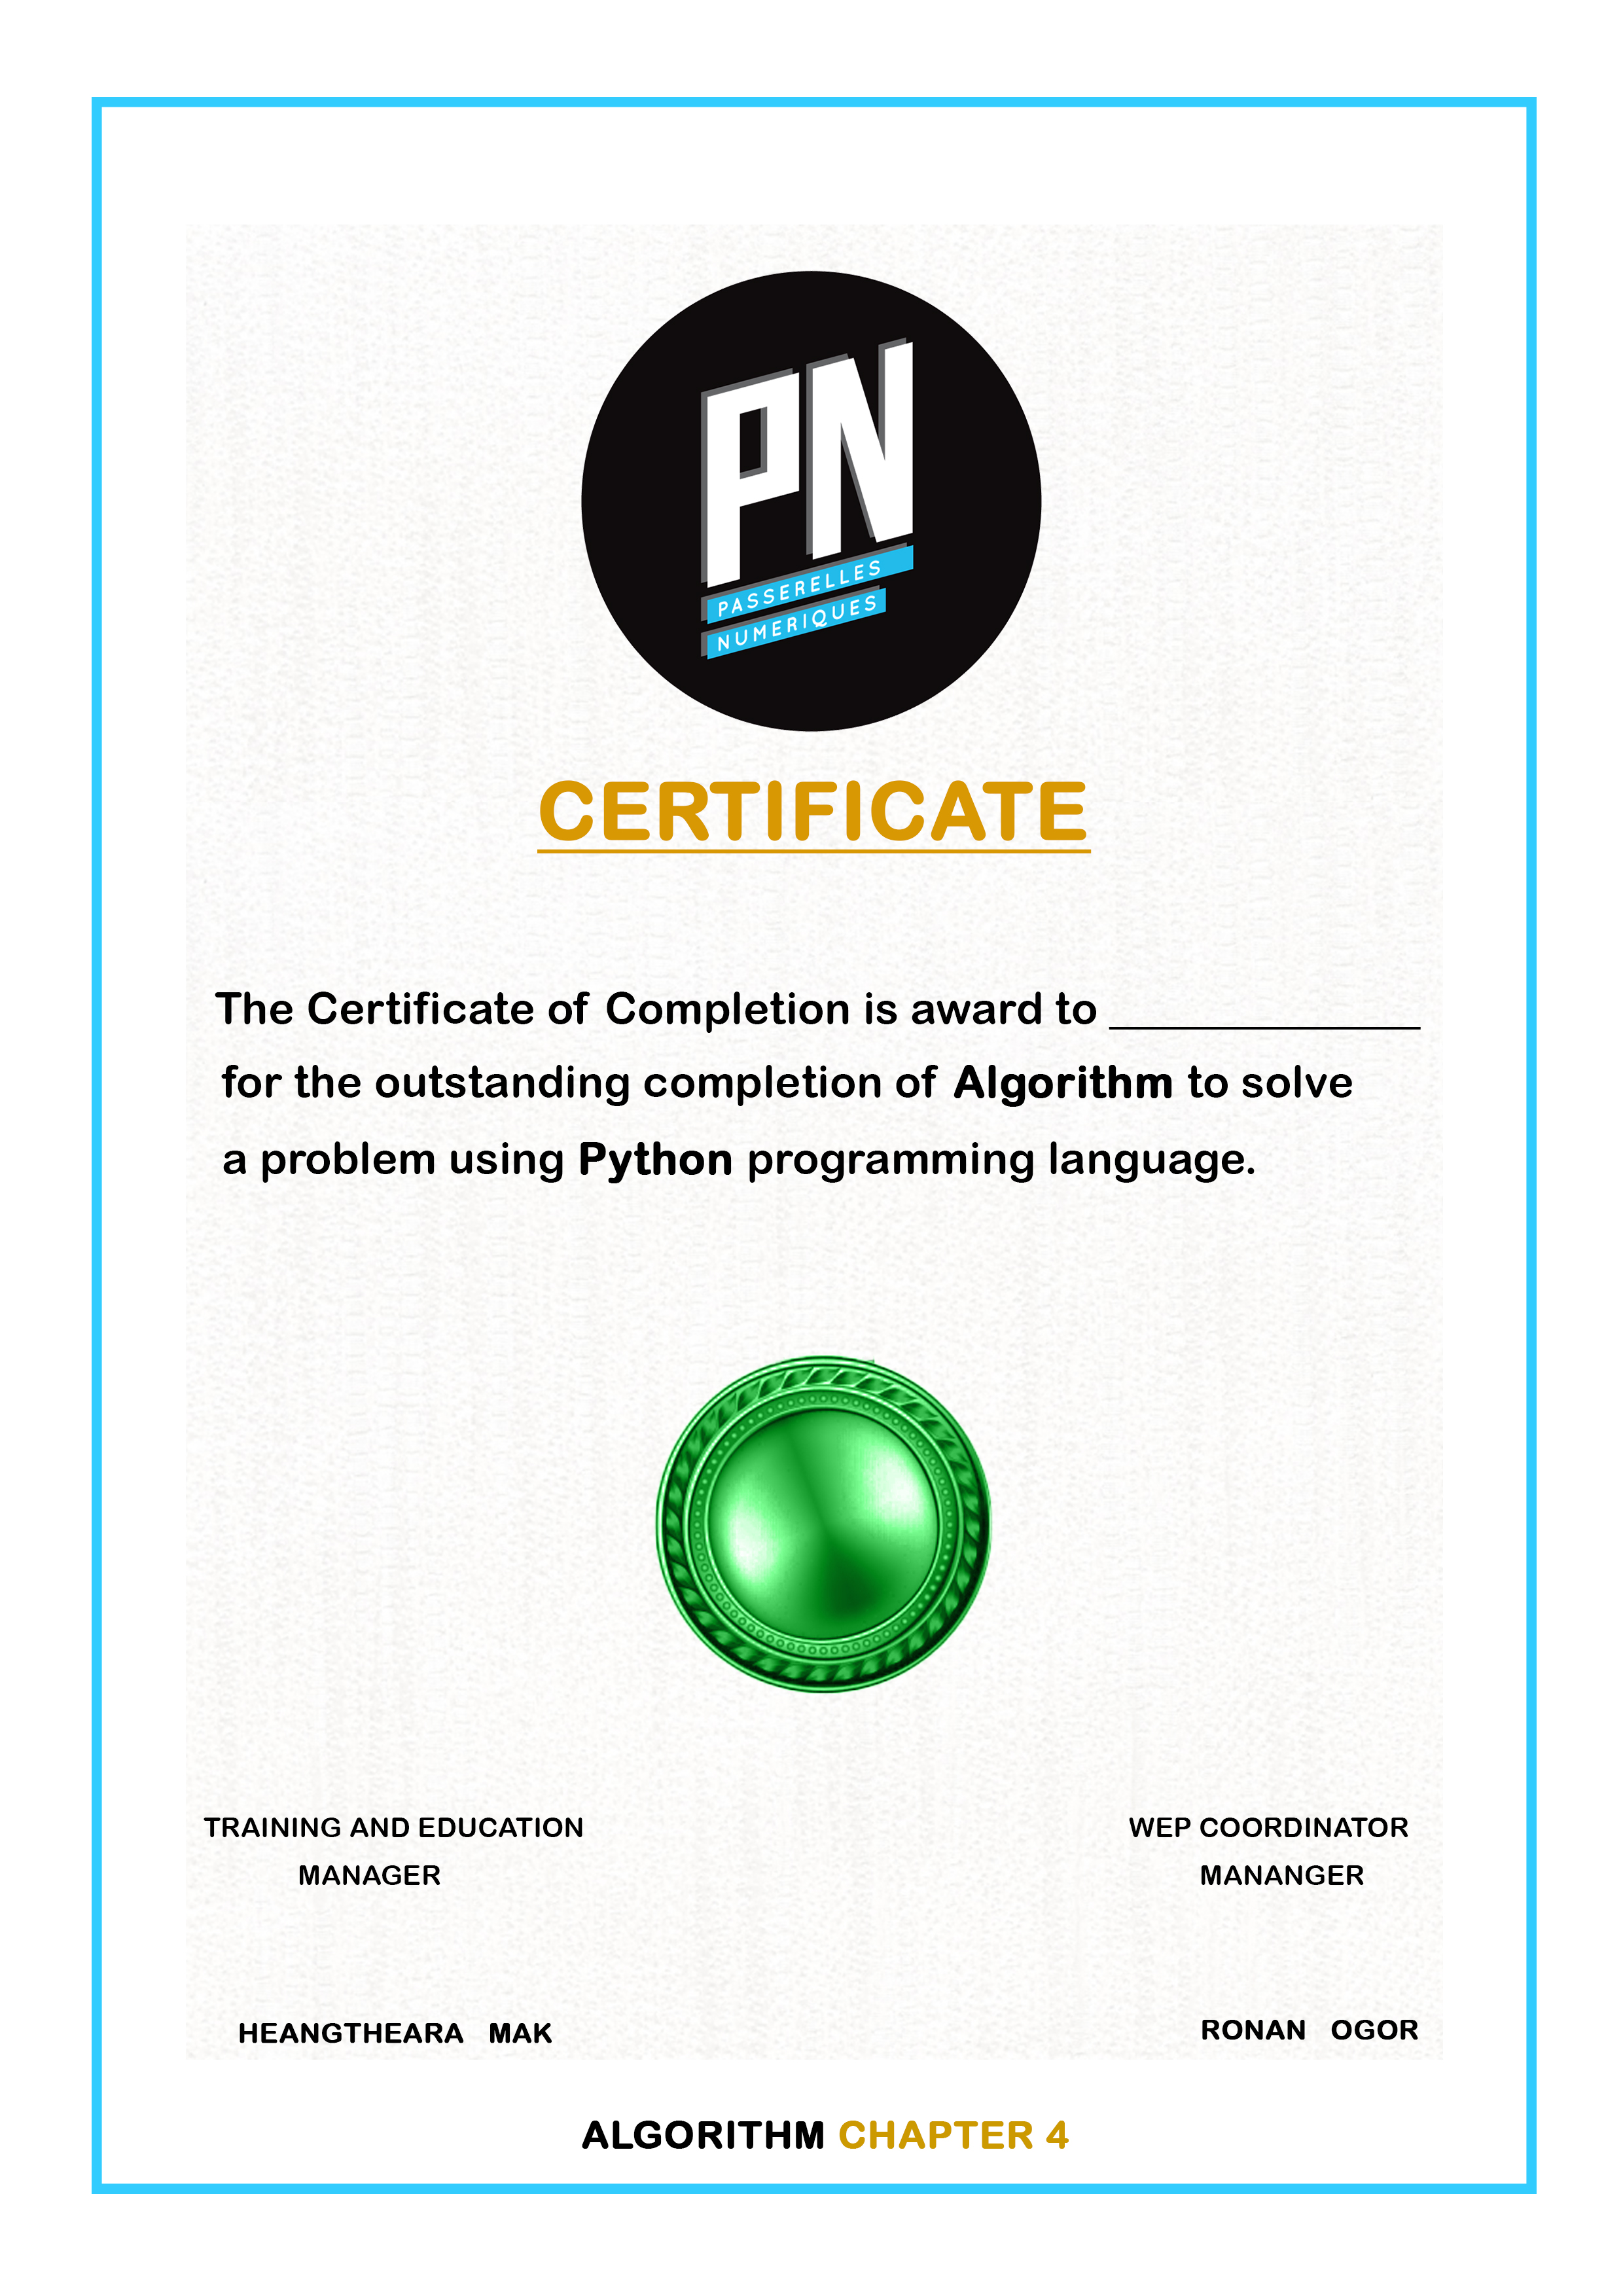 PN
PASSERELLES
NUMERIQUES
CERTIFICATE
The Certificate of Completion is award to _______________
for the outstanding completion of Algorithm to solve
a problem using Python programming language.
TRAINING AND EDUCATION
MANAGER
WEP COORDINATOR
MANANGER
HEANGTHEARA MAK
RONAN OGOR
ALGORITHM CHAPTER 4